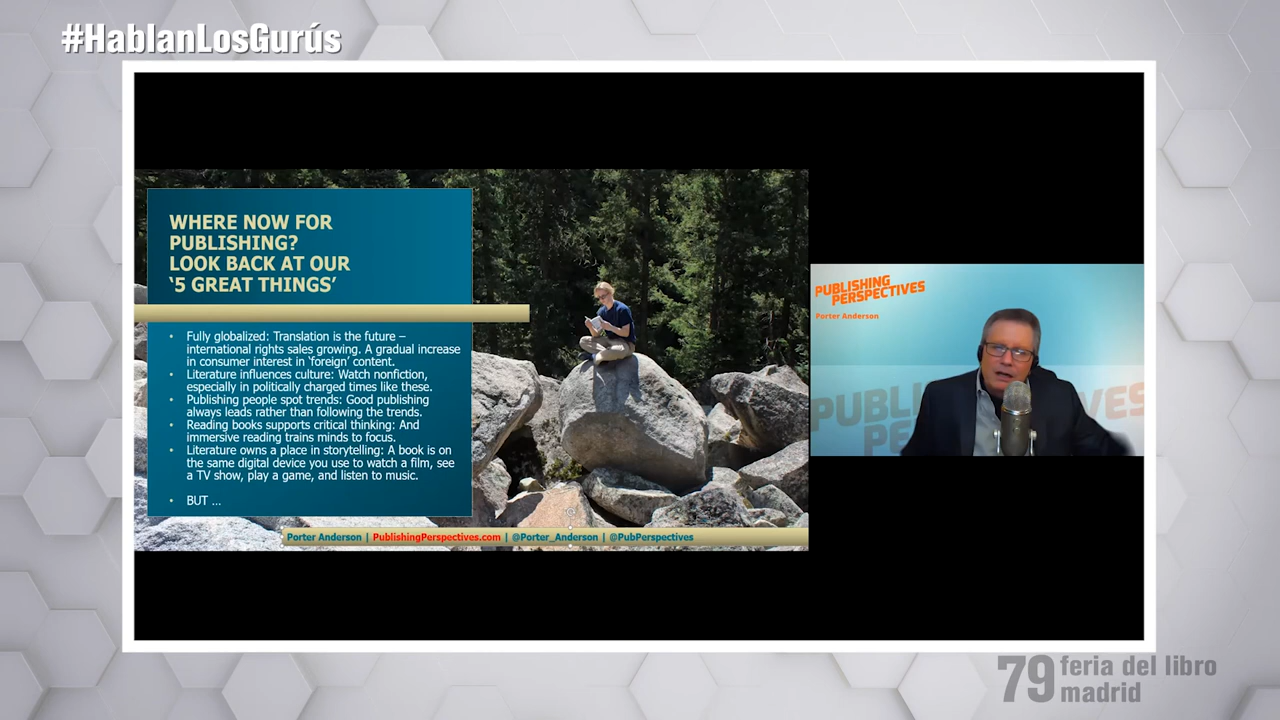 #HablanLosGurús
WHERE NOW FOR
PUBLISHING?
LOOK BACK AT OUR
‘5 GREAT THINGS’
• Fully globalized: Translation is the future –
international rights sales growing. A gradual increase
in consumer interest in ‘foreign’ content.
• Literature influences culture: Watch nonfiction,
especially in politically charged times like these.
• Publishing people spot trends: Good publishing
always leads rather than following the trends.
• Reading books supports critical thinking: And
immersive reading trains minds to focus.
• Literature owns a place in storytelling: A book is on
the same digital device you use to watch a film, see
a TV show, play a game, and listen to music.
• BUT ...
Porter Anderson | PublishingPerspectives.com | @Porter_Anderson | @PubPerspectives
PUBLISHING
PERSPECTIVES
Porter Anderson
79 feria del libro
madrid